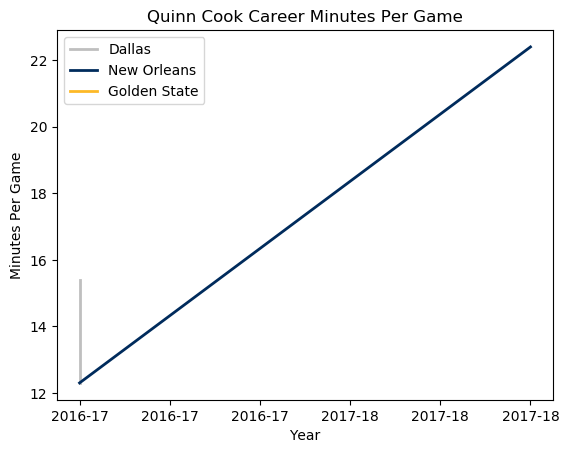 Quinn Cook Career Minutes Per Game
Dallas
New Orleans
Golden State
Minutes Per Game
22
20
18
16
14
12
2016-17 2016-17 2016-17 2017-18 2017-18 2017-18
Year